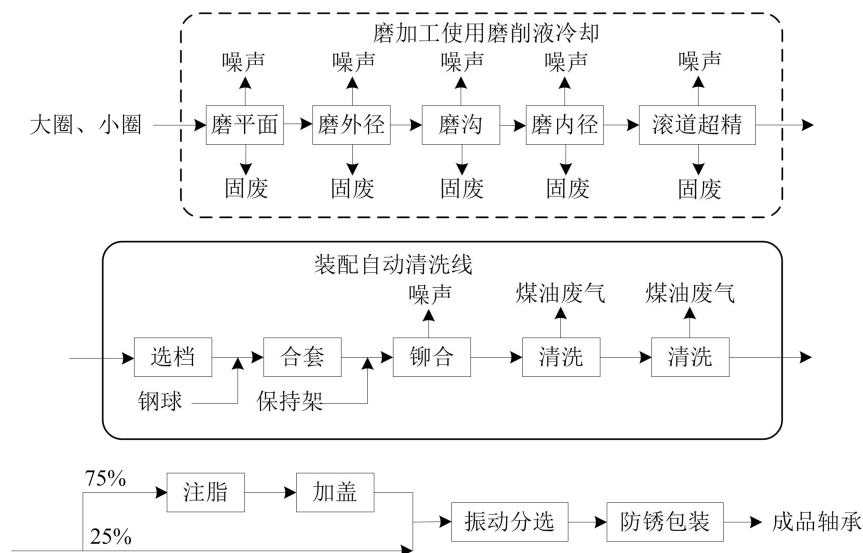 磨加工使用磨削液冷却
噪声 噪声 噪声 噪声 噪声
大圈、小圈 磨平面 磨外径 磨沟 磨内径 滚道超精
固废 固废 固废 固废 固废
装配自动清洗线
噪声 煤油废气 煤油废气
选档 合套 铆合 清洗 清洗
钢球 保持架
75% 注脂 加盖
25% 振动分选 防锈包装 成品轴承